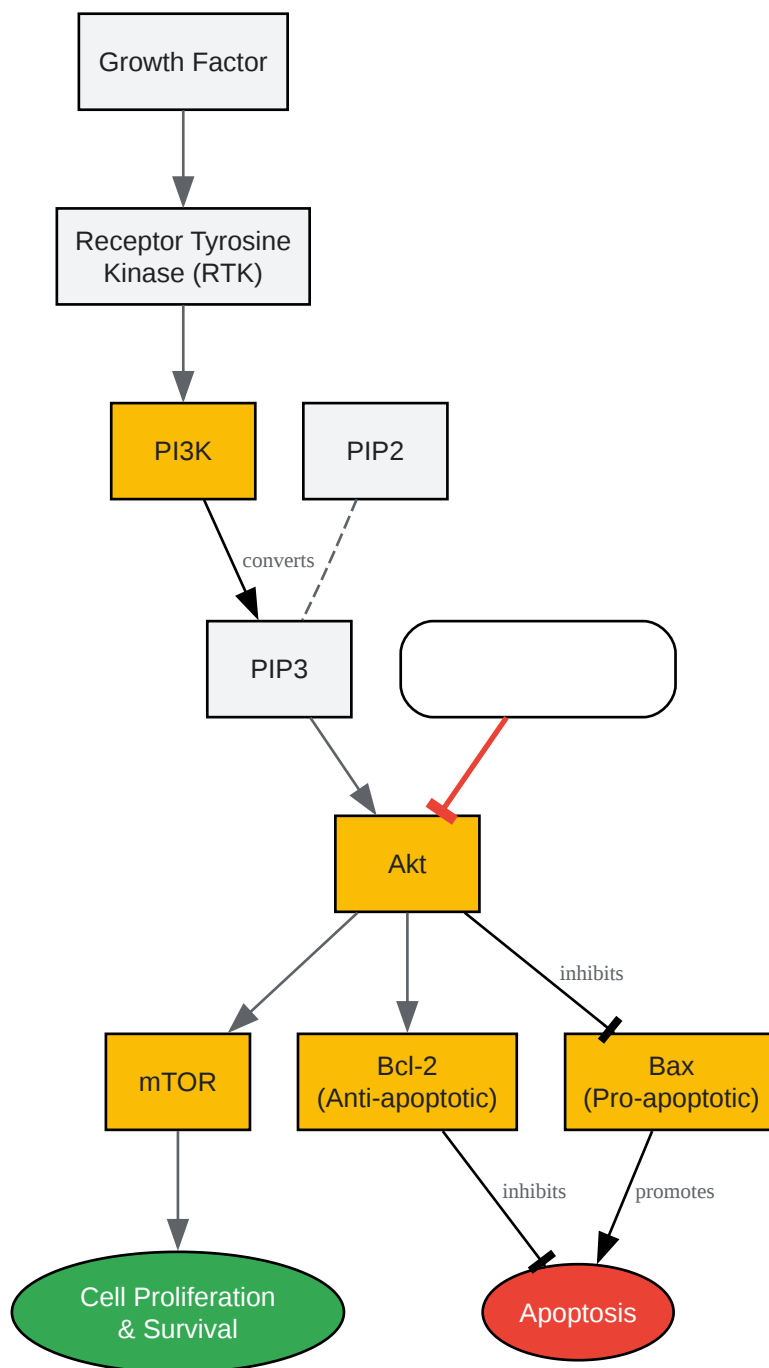 Growth Factor
Receptor Tyrosine
Kinase (RTK)
PI3K
PIP2
converts
PIP3
Akt
inhibits
mTOR
Bcl-2
(Anti-apoptotic)
Bax
(Pro-apoptotic)
inhibits
promotes
Cell Proliferation
& Survival
Apoptosis